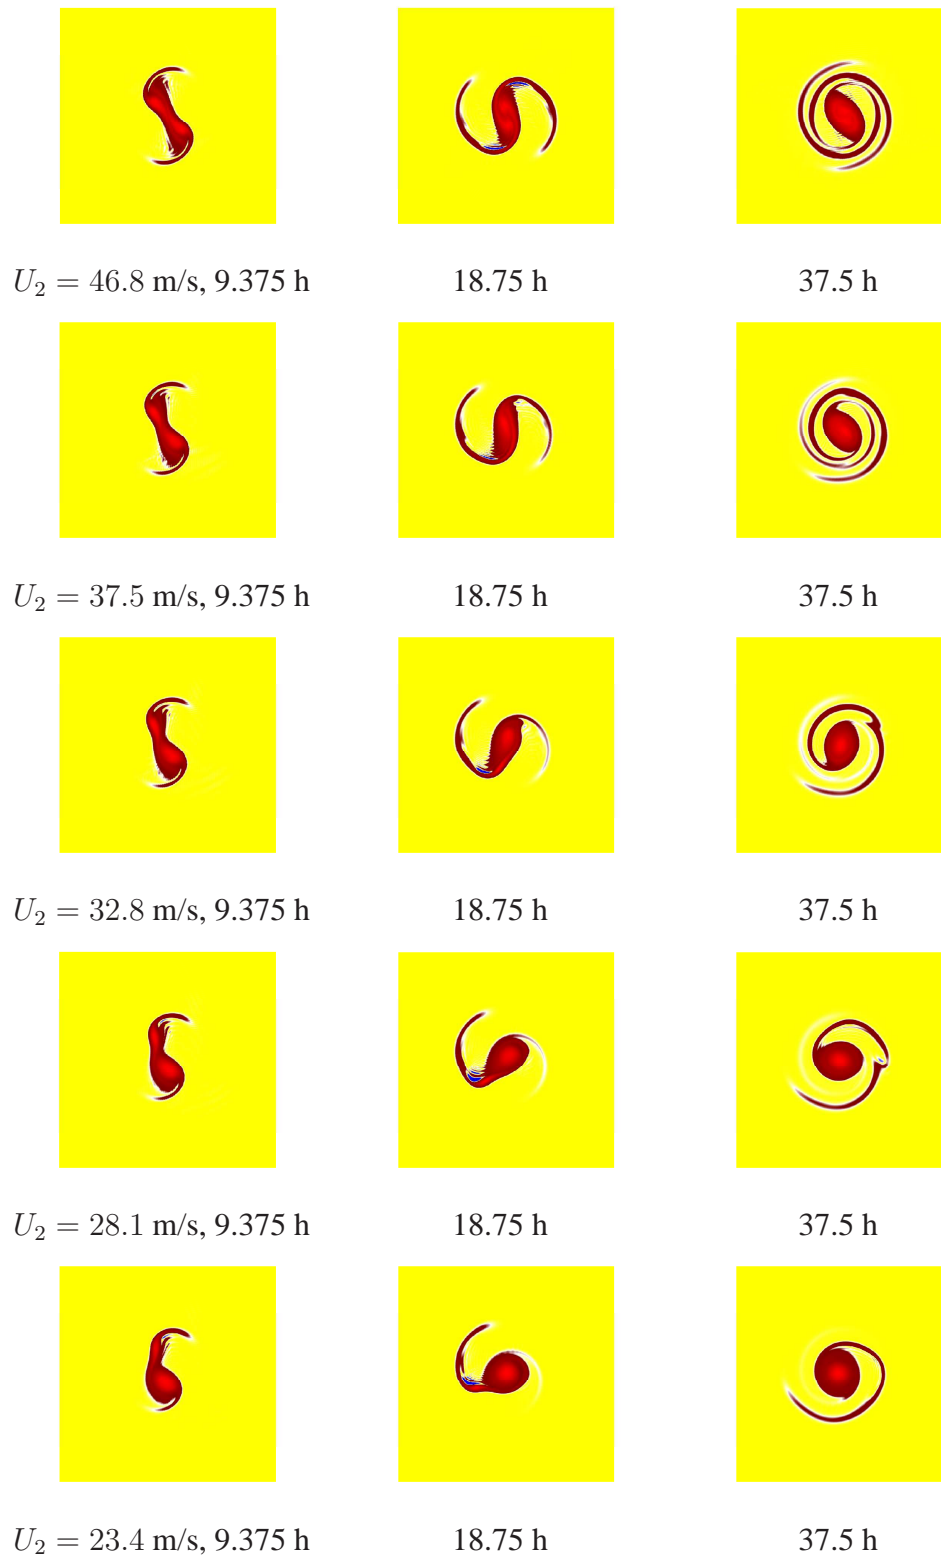 U₂ = 46.8 m/s, 9.375 h 18.75 h 37.5 h
U₂ = 37.5 m/s, 9.375 h 18.75 h 37.5 h
U₂ = 32.8 m/s, 9.375 h 18.75 h 37.5 h
U₂ = 28.1 m/s, 9.375 h 18.75 h 37.5 h
U₂ = 23.4 m/s, 9.375 h 18.75 h 37.5 h